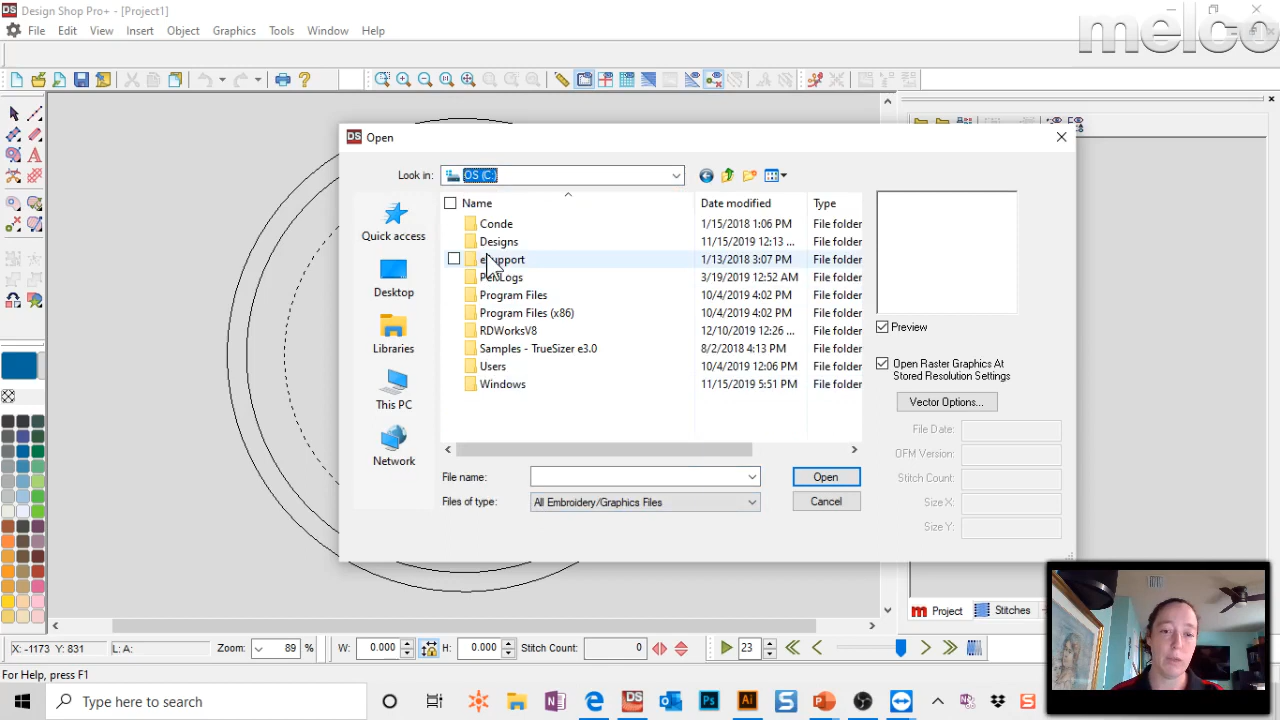 Design Shop Pro+ - [Project1]
File Edit View Insert Object Graphics Tools Window Help
melco
Open
Look in: OS (C:)
Name Date modified Type
Conde 1/15/2018 1:06 PM File folder
Designs 11/15/2019 12:13 ... File folder
1/13/2018 3:07 PM File folder
3/19/2019 12:52 AM File folder
Program Files 10/4/2019 4:02 PM File folder
Program Files (x86) 10/4/2019 4:02 PM File folder
RDWorksV8 12/10/2019 12:26 ... File folder
Samples - TrueSizer e3.0 8/2/2018 4:13 PM File folder
Users 10/4/2019 12:06 PM File folder
Windows 11/15/2019 5:51 PM File folder
Quick access
Desktop
Libraries
This PC
Network
Preview
Open Raster Graphics At
Stored Resolution Settings
Vector Options...
File Date:
OFM Version:
Stitch Count:
Size X:
Size Y:
File name: Open
Files of type: All Embroidery/Graphics Files Cancel
Project Stitches
X: -1173 Y: 831 L: A: Zoom: 89 % W: 0.000 H: 0.000 Stitch Count: 0 23
For Help, press F1
Type here to search